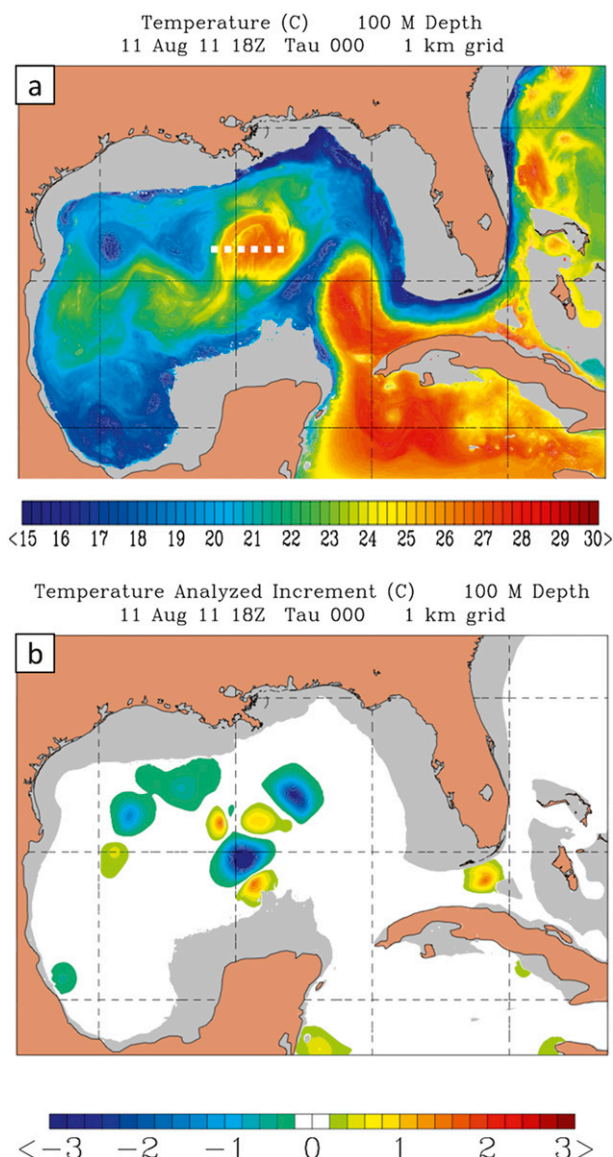 Temperature (C) 100 M Depth
11 Aug 11 18Z Tau 000 1 km grid
a
<15 16 17 18 19 20 21 22 23 24 25 26 27 28 29 30>
Temperature Analyzed Increment (C) 100 M Depth
11 Aug 11 18Z Tau 000 1 km grid
b
<-3 -2 -1 0 1 2 3>